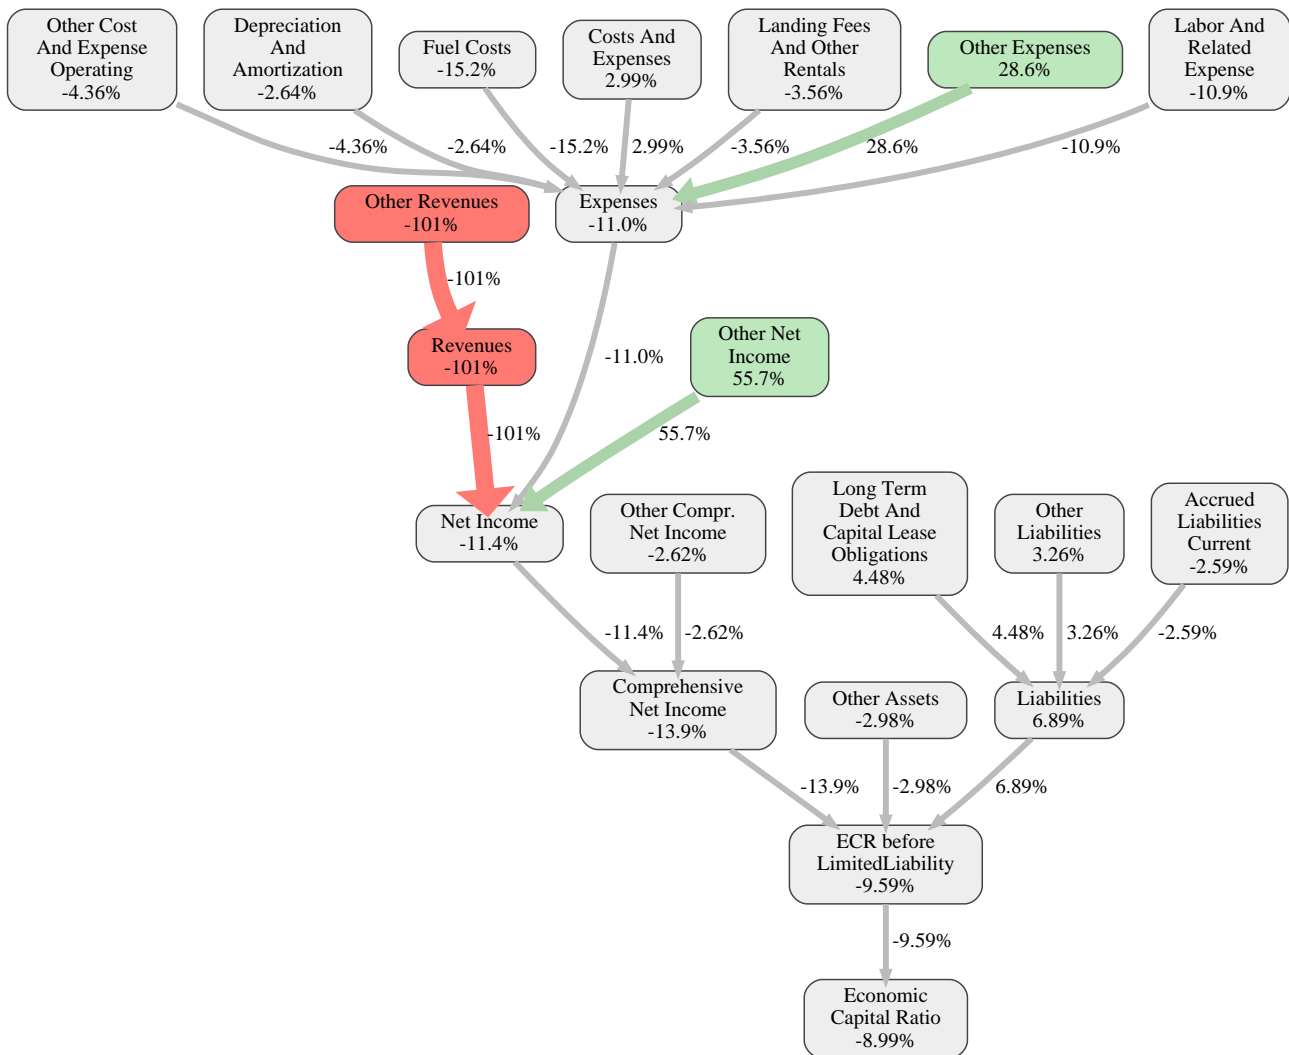 Other Cost
And Expense
Operating
-4.36%
Depreciation
And
Amortization
-2.64%
Fuel Costs
-15.2%
Costs And
Expenses
2.99%
Landing Fees
And Other
Rentals
-3.56%
Other Expenses
28.6%
Labor And
Related
Expense
-10.9%
-4.36%
-2.64%
-15.2%
2.99%
-3.56%
28.6%
-10.9%
Other Revenues
-101%
Expenses
-11.0%
-101%
Revenues
-101%
-11.0%
Other Net
Income
55.7%
-101%
55.7%
Net Income
-11.4%
Other Compr.
Net Income
-2.62%
Long Term
Debt And
Capital Lease
Obligations
4.48%
Other
Liabilities
3.26%
Accrued
Liabilities
Current
-2.59%
-11.4%
-2.62%
4.48%
3.26%
-2.59%
Comprehensive
Net Income
-13.9%
Other Assets
-2.98%
Liabilities
6.89%
-13.9%
-2.98%
6.89%
ECR before
LimitedLiability
-9.59%
-9.59%
Economic
Capital Ratio
-8.99%